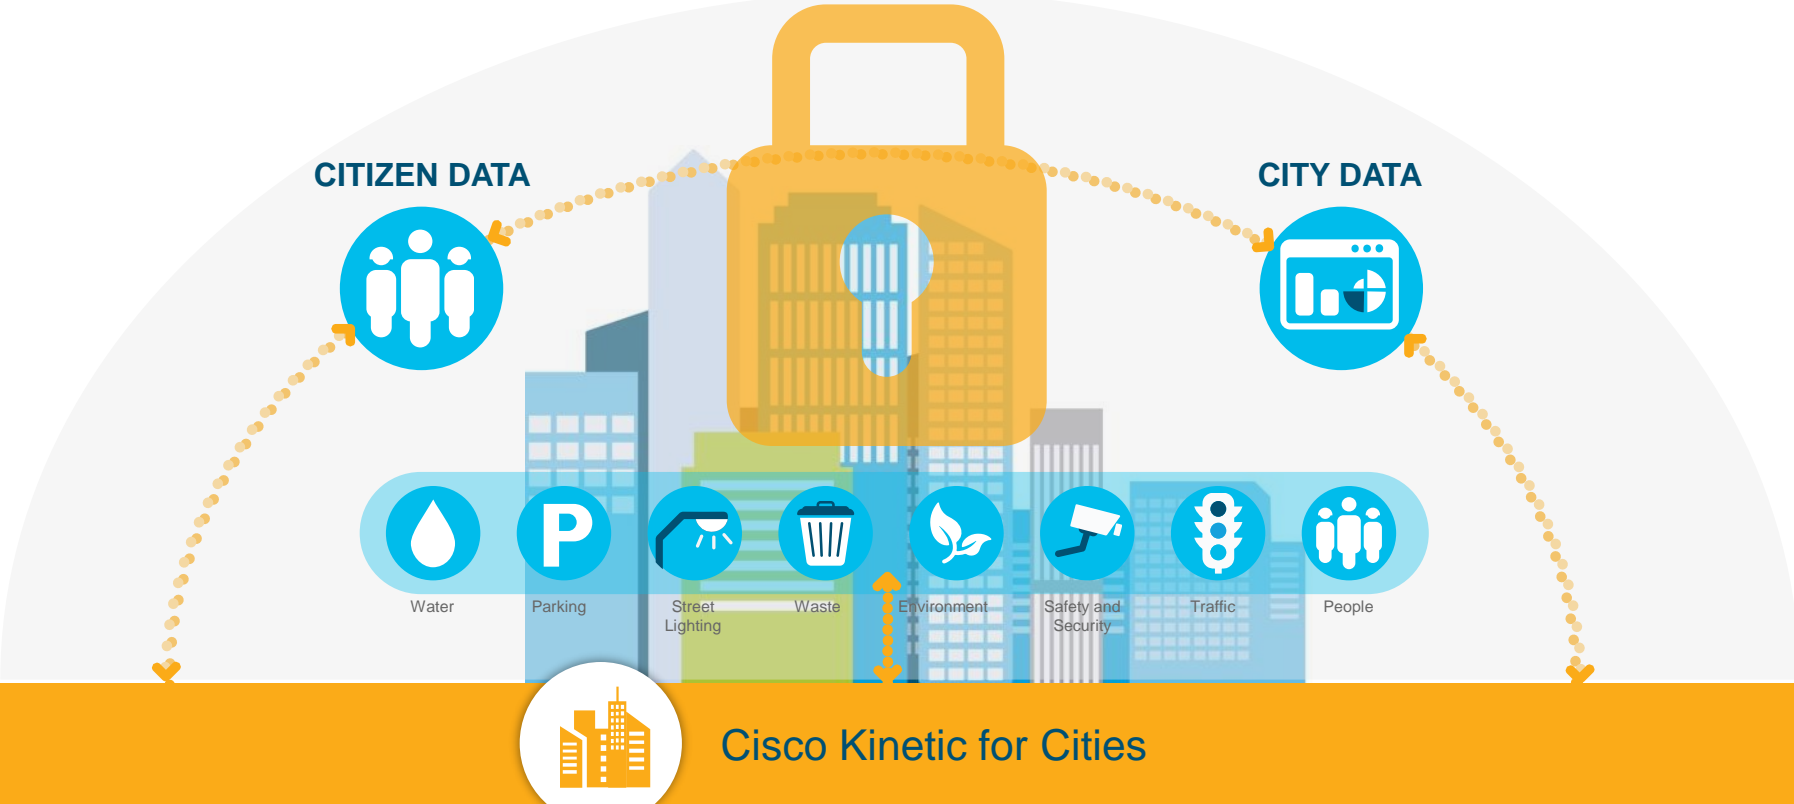 CITIZEN DATA
CITY DATA
P
Water
Parking
Street
Lighting
Waste
Environment
Safety and
Security
Traffic
People
Cisco Kinetic for Cities